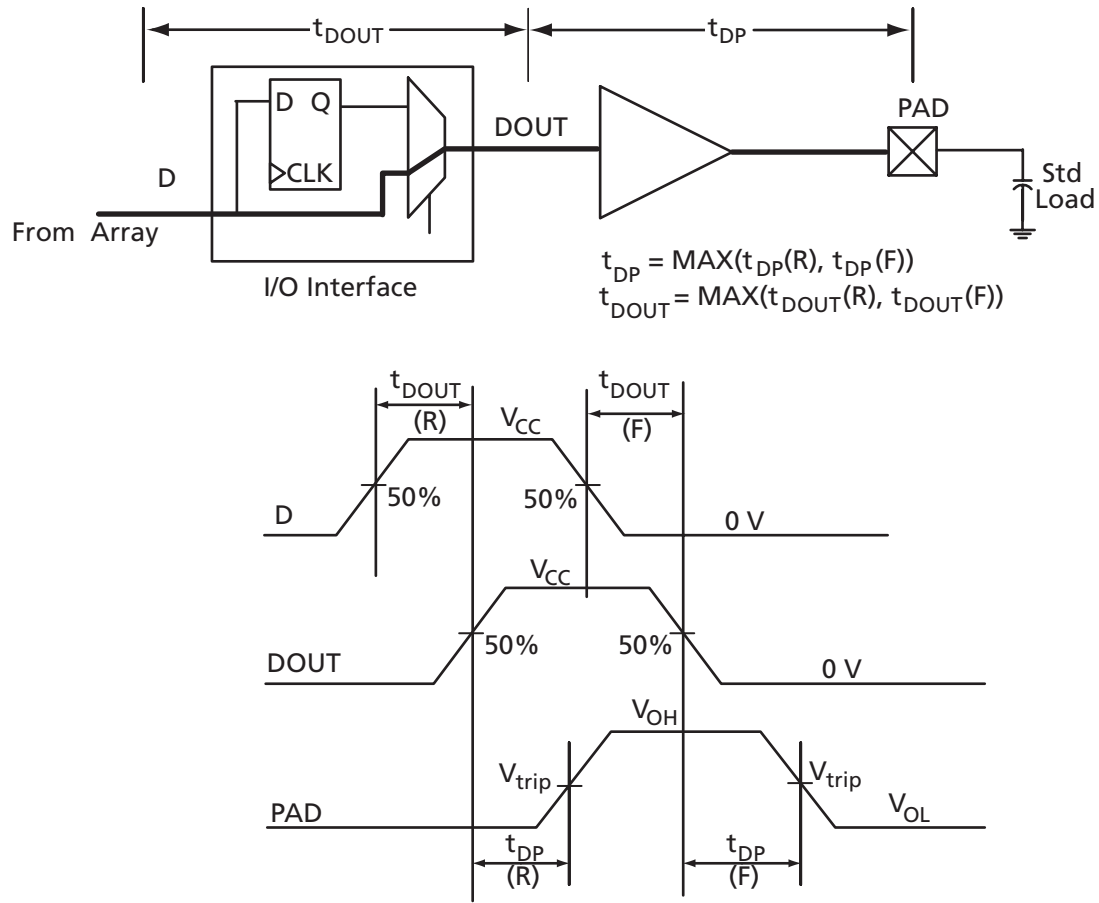 tDOUT
tDP
D Q
CLK
D
From Array
I/O Interface
DOUT
PAD
Std
Load
tDP = MAX(tDP(R), tDP(F))
tDOUT = MAX(tDOUT(R), tDOUT(F))
tDOUT
(R)
tDOUT
(F)
VCC
50%
50%
D
0 V
VCC
50%
50%
DOUT
0 V
VOH
Vtrip
Vtrip
PAD
VOL
tDP
(R)
tDP
(F)